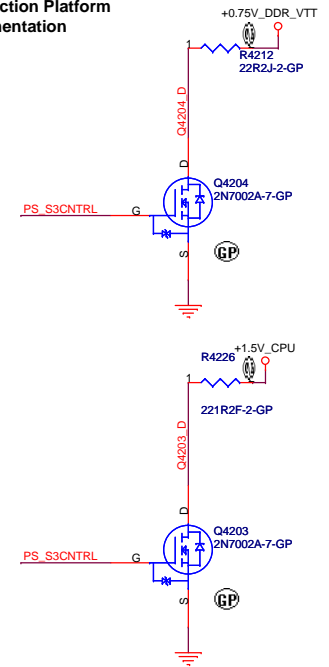 ction Platform
mentation
+0.75V_DDR_VTT
1
R4212
22R2J-2-GP
Q4204_D
D
Q4204
2N7002A-7-GP
PS_S3CNTRL
G
S
GP
+1.5V_CPU
R4226
1
221R2F-2-GP
Q4203_D
D
Q4203
2N7002A-7-GP
PS_S3CNTRL
G
S
GP